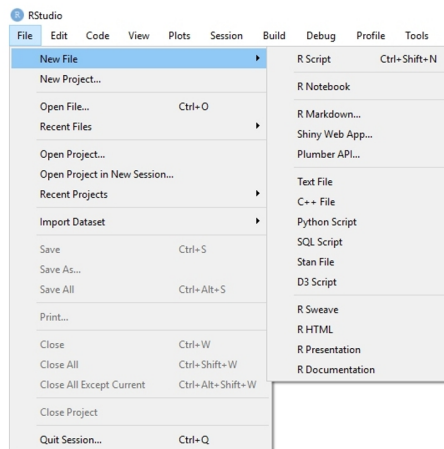 RStudio
File Edit Code View Plots Session Build Debug Profile Tools
New File
New Project...
Open File... Ctrl+O
Recent Files
Open Project...
Open Project in New Session...
Recent Projects
Import Dataset
Save Ctrl+S
Save As...
Save All Ctrl+Alt+S
Print...
Close Ctrl+W
Close All Ctrl+Shift+W
Close All Except Current Ctrl+Alt+Shift+W
Close Project
Quit Session... Ctrl+Q
R Script Ctrl+Shift+N
R Notebook
R Markdown...
Shiny Web App...
Plumber API...
Text File
C++ File
Python Script
SQL Script
Stan File
D3 Script
R Sweave
R HTML
R Presentation
R Documentation